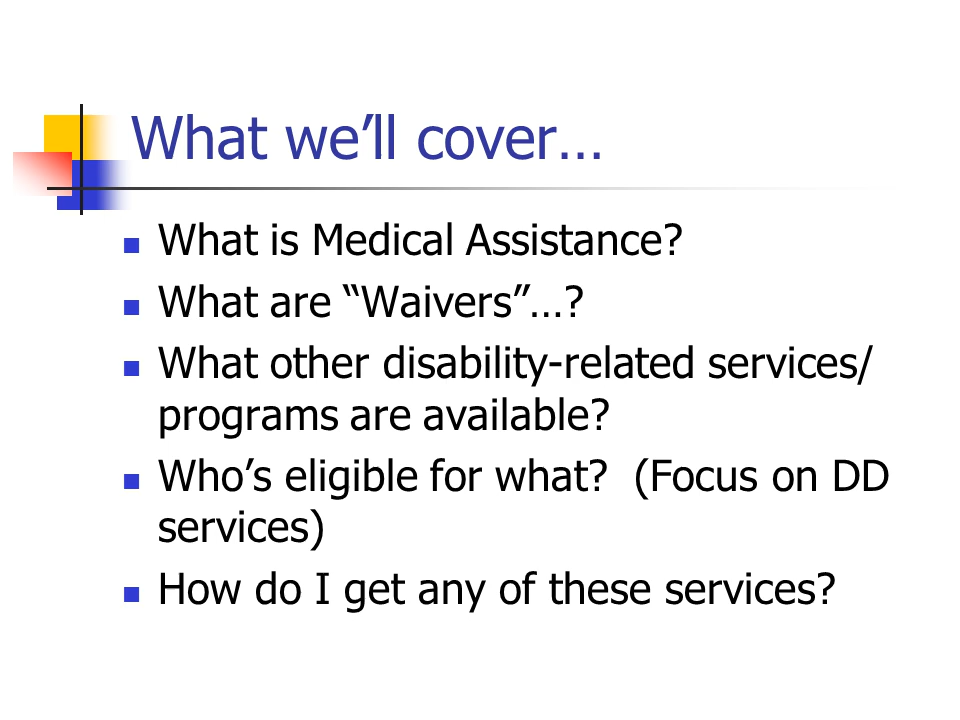 What we’ll cover…
What is Medical Assistance?
What are “Waivers”…?
What other disability-related services/
programs are available?
Who’s eligible for what?  (Focus on DD
services)
How do I get any of these services?